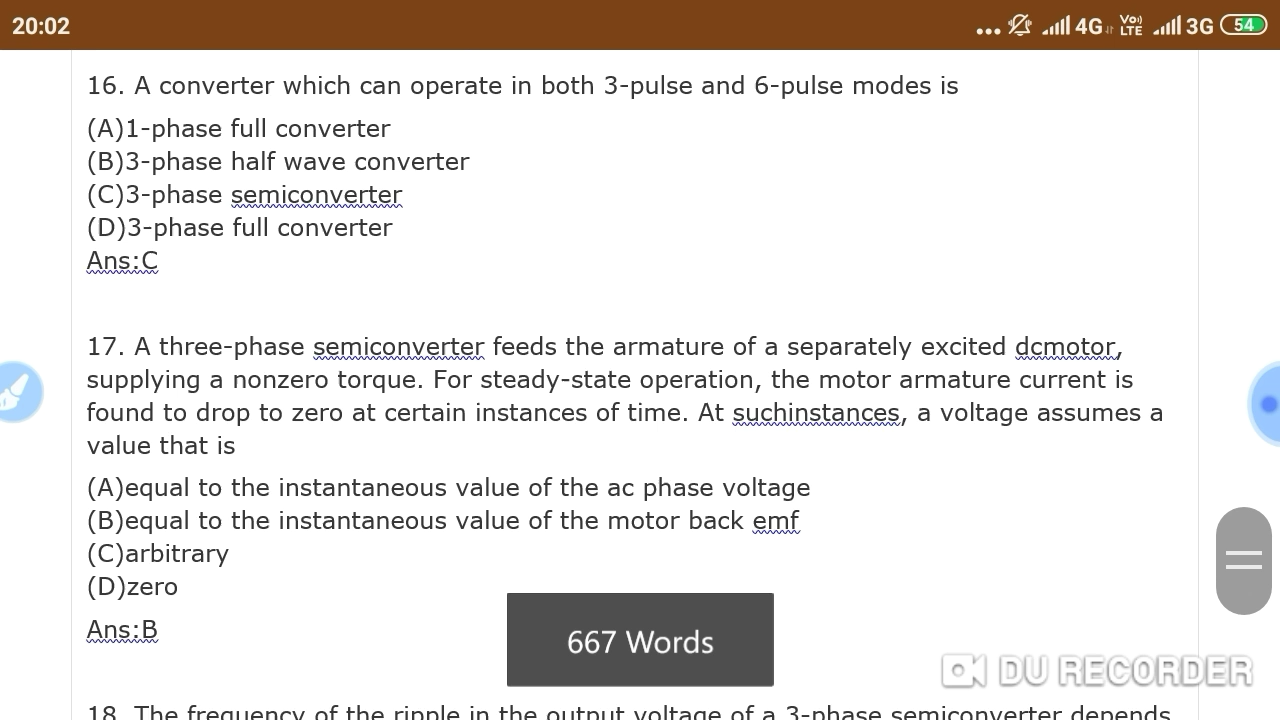 20:02
... 4G Vo) LTE 3G 54
16. A converter which can operate in both 3-pulse and 6-pulse modes is
(A)1-phase full converter
(B)3-phase half wave converter
(C)3-phase semiconverter
(D)3-phase full converter
Ans:C
17. A three-phase semiconverter feeds the armature of a separately excited dcmotor,
supplying a nonzero torque. For steady-state operation, the motor armature current is
found to drop to zero at certain instances of time. At suchinstances, a voltage assumes a
value that is
(A)equal to the instantaneous value of the ac phase voltage
(B)equal to the instantaneous value of the motor back emf
(C)arbitrary
(D)zero
Ans:B
667 Words
DU RECORDER
18. The frequency of the ripple in the output voltage of a 3-phase semiconverter depends